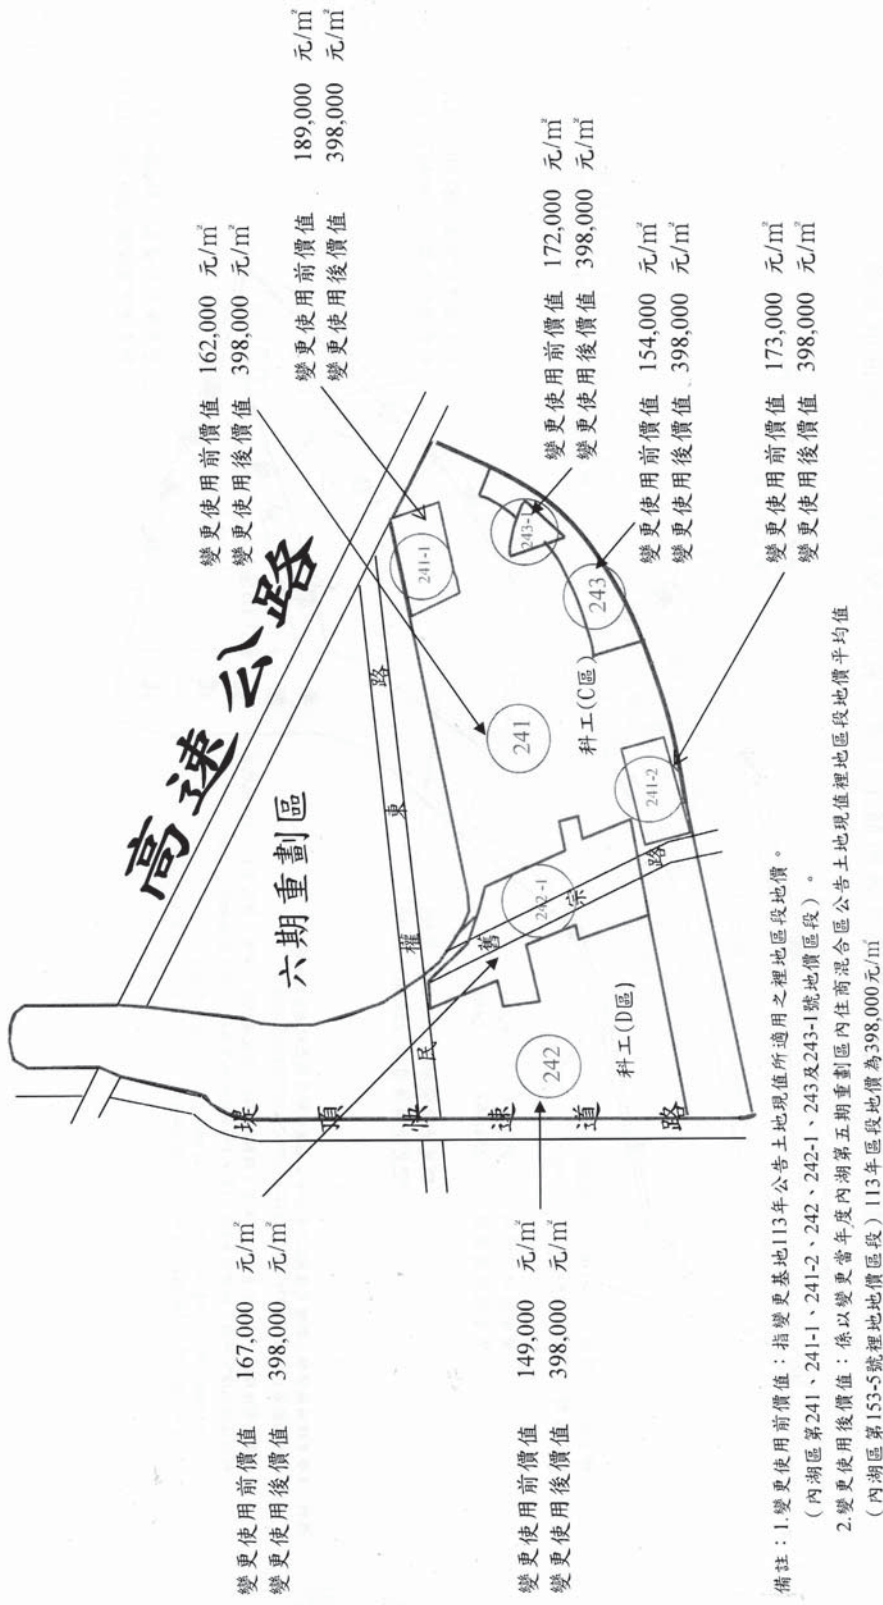 變更使用前價值 162,000 元/㎡
變更使用後價值 398,000 元/㎡
變更使用前價值 189,000 元/㎡
變更使用後價值 398,000 元/㎡
變更使用前價值 172,000 元/㎡
變更使用後價值 398,000 元/㎡
變更使用前價值 154,000 元/㎡
變更使用後價值 398,000 元/㎡
變更使用前價值 173,000 元/㎡
變更使用後價值 398,000 元/㎡
變更使用前價值 167,000 元/㎡
變更使用後價值 398,000 元/㎡
變更使用前價值 149,000 元/㎡
變更使用後價值 398,000 元/㎡
高速公路
六期重劃區
民權東路
堤頂快速道路
舊宗路
241-1
243-1
243
241
科工(C區)
241-2
242-1
242
科工(D區)
備註：1.變更使用前價值：指變更基地113年公告土地現值所適用之裡地區段地價。
（內湖區第241、241-1、241-2、242、242-1、243及243-1號地價區段）。
2.變更使用後價值：係以變更當年度內湖第五期重劃區內住商混合區公告土地現值裡地區段地價平均值
（內湖區第153-5號裡地地價區段）113年區段地價為398,000元/㎡